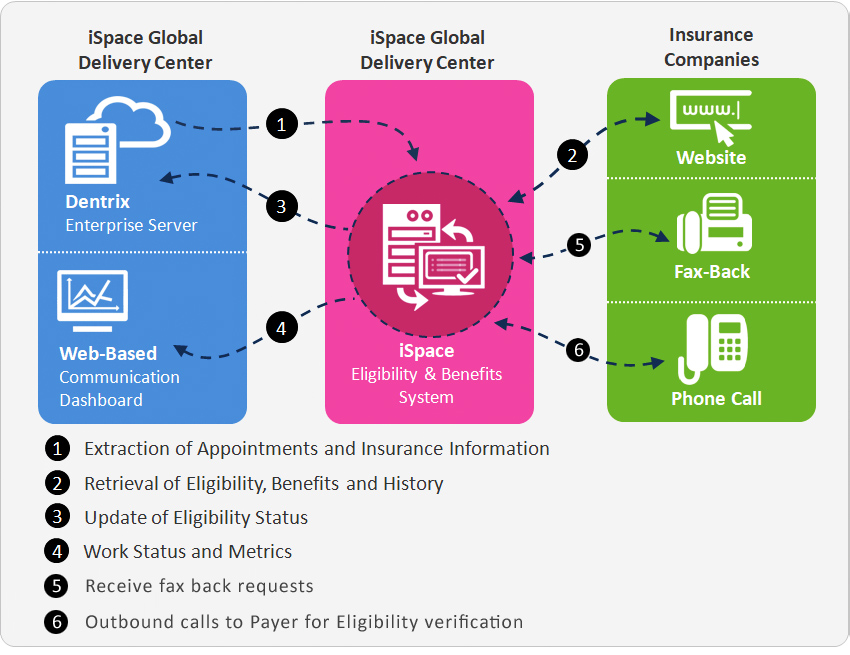 iSpace Global
Delivery Center
iSpace Global
Delivery Center
Insurance
Companies
Dentrix
Enterprise Server
Web-Based
Communication
Dashboard
1
3
4
iSpace
Eligibility & Benefits
System
2
5
6
www.|
Website
Fax-Back
Phone Call
1 Extraction of Appointments and Insurance Information
2 Retrieval of Eligibility, Benefits and History
3 Update of Eligibility Status
4 Work Status and Metrics
5 Receive fax back requests
6 Outbound calls to Payer for Eligibility verification